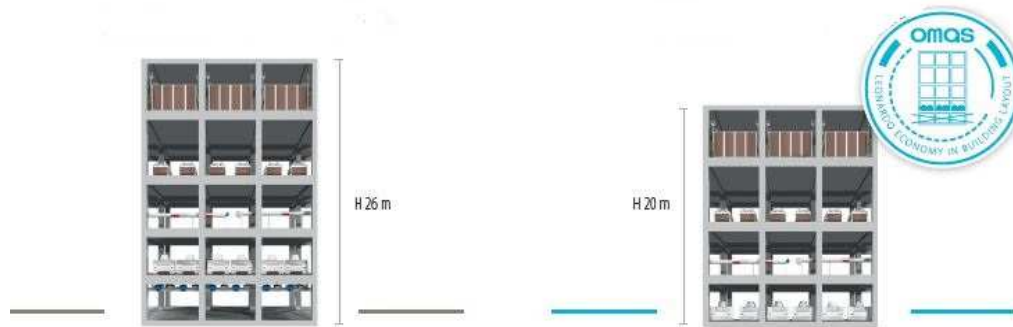 OMAS
H 26 m
H 20 m
LEONARDO ECONOMY IN BUILDING LAYOUT